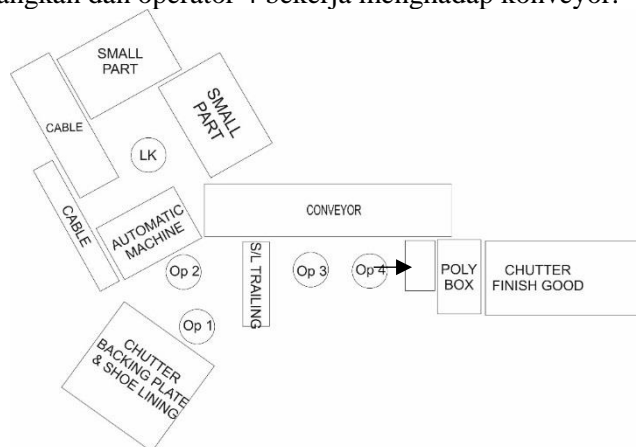 angkan dan operator 4 bekerja menghadap konveyor.
SMALL
PART
SMALL
PART
CABLE
LK
CABLE
AUTOMATIC
MACHINE
CONVEYOR
S/L TRAILING
Op 2
Op 3
Op 4
POLY
BOX
CHUTTER
FINISH GOOD
Op 1
CHUTTER
BACKING PLATE
& SHOE LINING